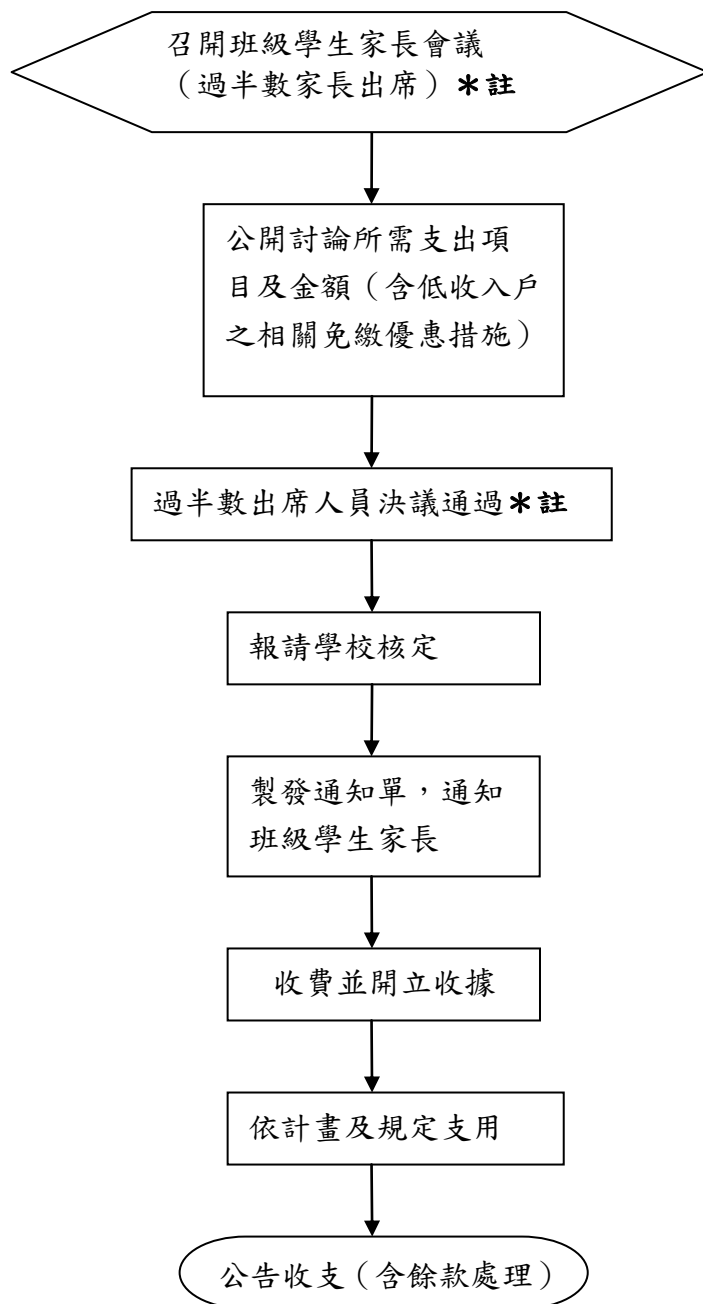 召開班級學生家長會議
(過半數家長出席)＊註
公開討論所需支出項
目及金額(含低收入戶
之相關免繳優惠措施)
過半數出席人員決議通過＊註
報請學校核定
製發通知單，通知
班級學生家長
收費並開立收據
依計畫及規定支用
公告收支(含餘款處理)